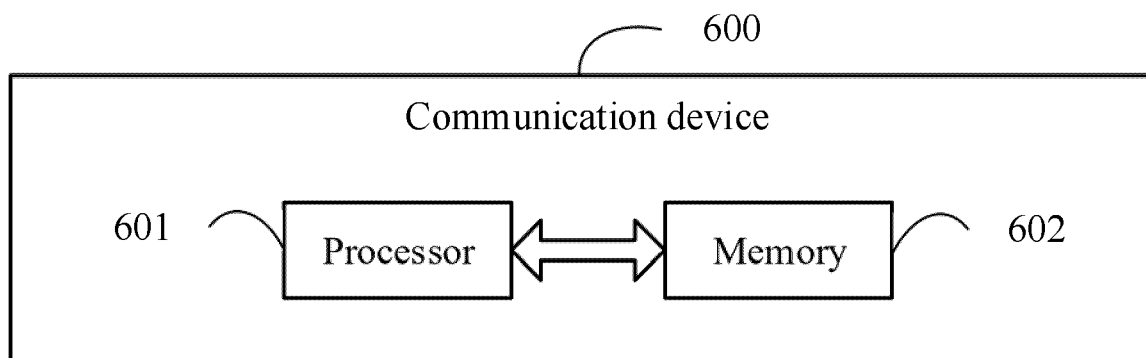 600
Communication device
601
Processor
Memory
602